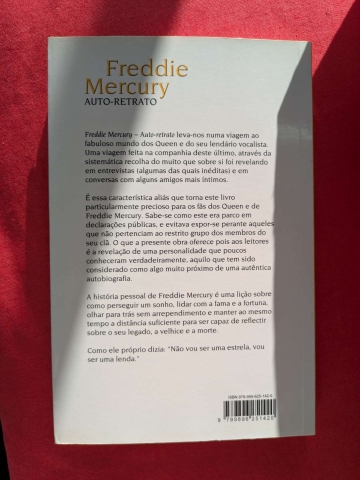 Freddie
Mercury
AUTO-RETRATO
Freddie Mercury – Auto-retrato leva-nos numa viagem ao
fabuloso mundo dos Queen e do seu lendário vocalista.
Uma viagem feita na companhia deste último, através da
sistemática recolha do muito que sobre si foi revelando
em entrevistas (algumas das quais inéditas) e em
conversas com alguns amigos mais íntimos.
É essa característica aliás que torna este livro
particularmente precioso para os fãs dos Queen e de
Freddie Mercury. Sabe-se como este era parco em
declarações públicas, e evitava expor-se perante aqueles
que não pertenciam ao restrito grupo dos membros do
seu clã. O que a presente obra oferece pois aos leitores
é a revelação de uma personalidade que poucos
conheceram verdadeiramente, aquilo que tem sido
considerado como algo muito próximo de uma autêntica
autobiografia.
A história pessoal de Freddie Mercury é uma lição sobre
como perseguir um sonho, lidar com a fama e a fortuna,
olhar para trás sem arrependimento e manter ao mesmo
tempo a distância suficiente para ser capaz de reflectir
sobre o seu legado, a velhice e a morte.
Como ele próprio dizia: “Não vou ser uma estrela, vou
ser uma lenda.”